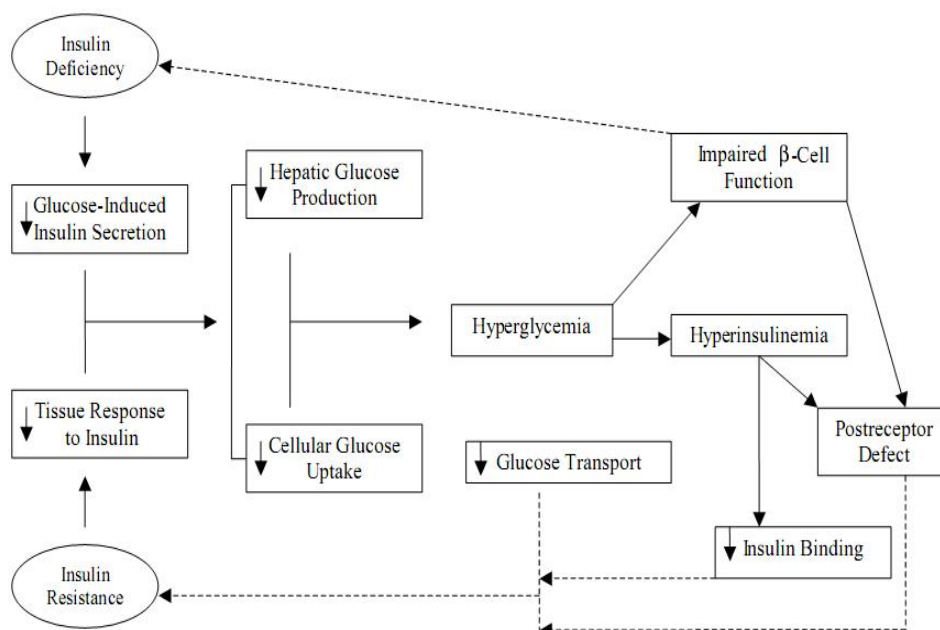 Insulin
Deficiency
Impaired β-Cell
Function
Hepatic Glucose
Production
Glucose-Induced
Insulin Secretion
Hyperglycemia
Hyperinsulinemia
Tissue Response
to Insulin
Cellular Glucose
Uptake
Glucose Transport
Postreceptor
Defect
Insulin Binding
Insulin
Resistance